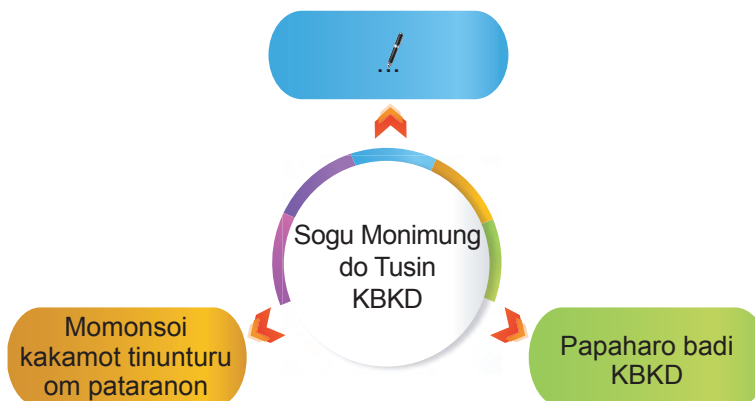 ...
Sogu Monimung
do Tusin
KBKD
Momonsoi
kakamot tinunturu
om pataranon
Papaharo badi
KBKD